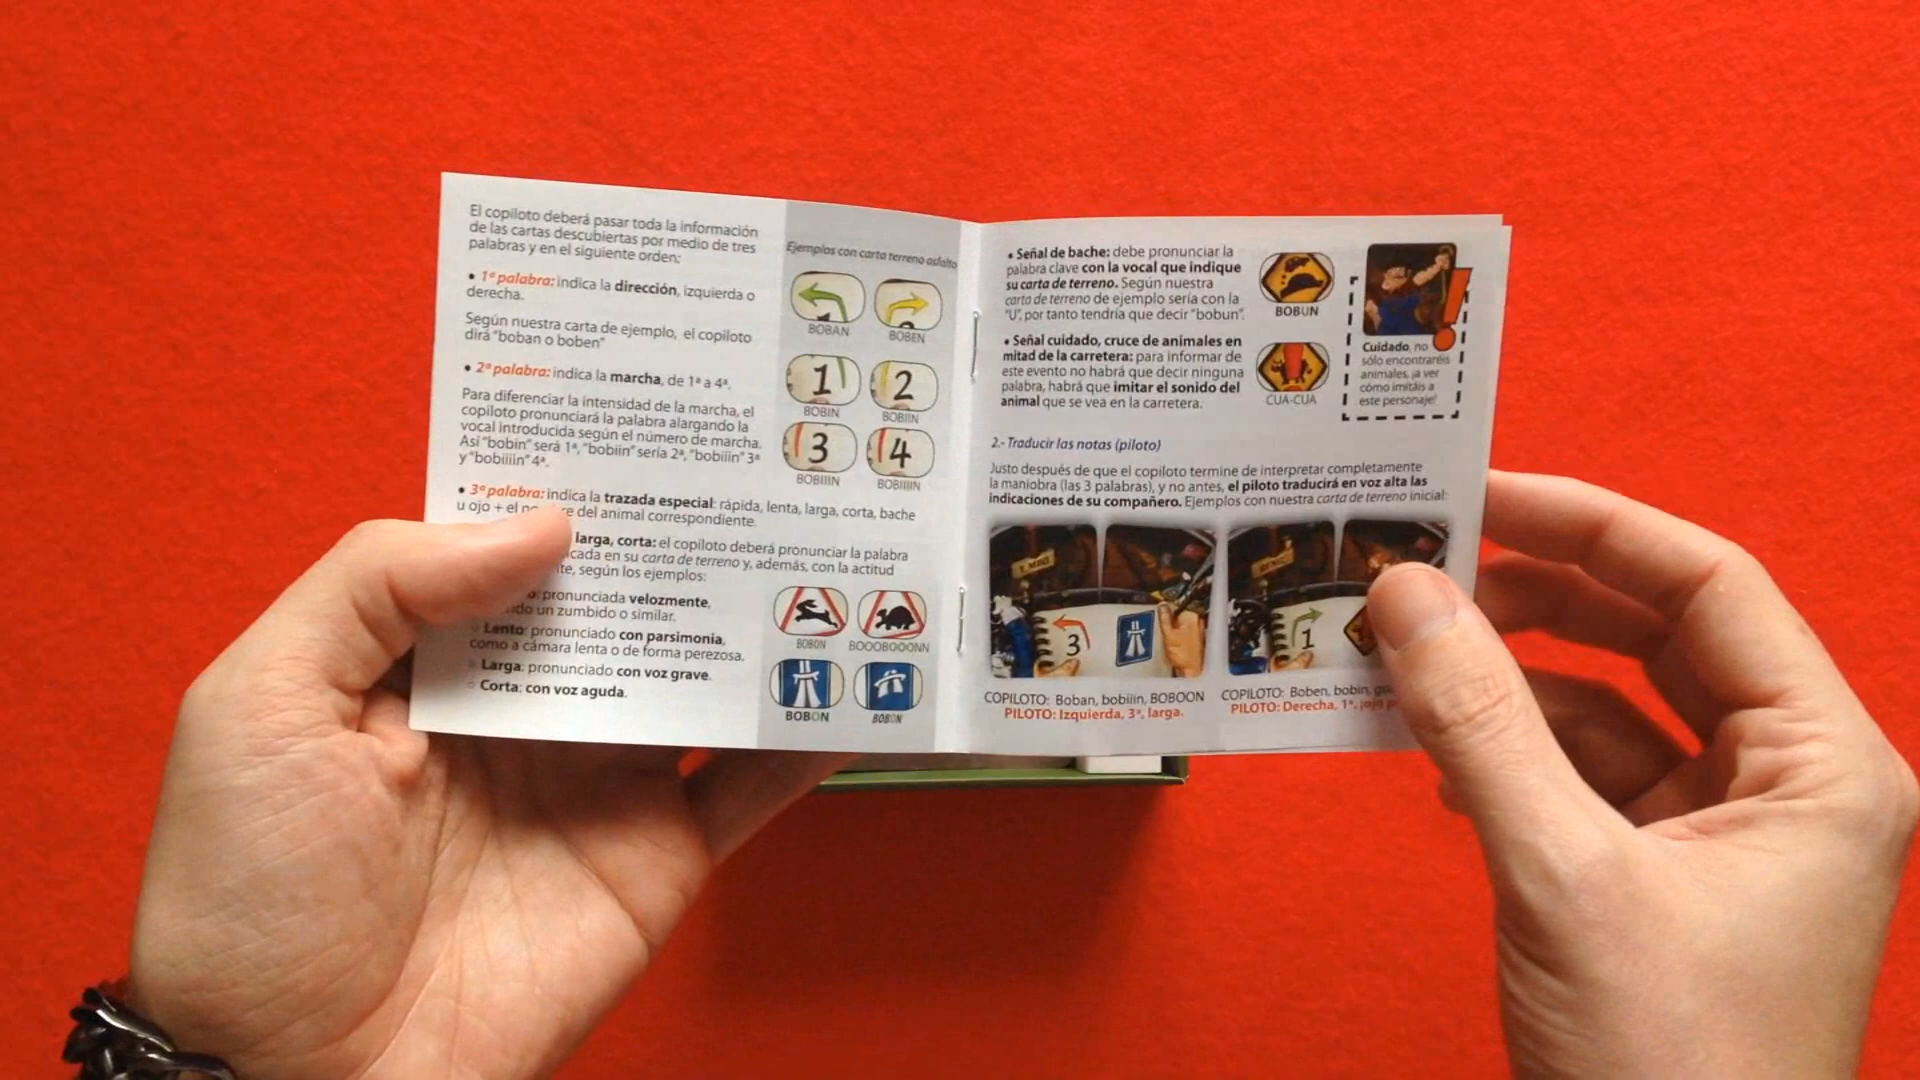 El copiloto deberá pasar toda la información
de las cartas descubiertas por medio de tres
palabras y en el siguiente orden:
• 1ª palabra: indica la dirección, izquierda o
derecha.
Según nuestra carta de ejemplo, el copiloto
dirá "boban o boben"
• 2ª palabra: indica la marcha, de 1ª a 4ª.
Para diferenciar la intensidad de la marcha, el
copiloto pronunciará la palabra alargando la
vocal introducida según el número de marcha.
Así "bobin" será 1ª, "bobiin" sería 2ª, "bobiiin" 3ª
y "bobiiiin" 4ª.
• 3ª palabra: indica la trazada especial: rápida, lenta, larga, corta, bache
u ojo + el del animal correspondiente.
larga, corta: el copiloto deberá pronunciar la palabra
en su carta de terreno y, además, con la actitud
según los ejemplos:
pronunciada velozmente,
un zumbido o similar.
Lento: pronunciado con parsimonia,
como a cámara lenta o de forma perezosa.
○ Larga: pronunciado con voz grave.
○ Corta: con voz aguda.
Ejemplos con carta terreno asfalto
BOBAN BOBEN
1 2
BOBIN BOBIIN
3 4
BOBIIIN BOBIIIIN
BOBON BOOOBOOONN
BOBON BOBON
• Señal de bache: debe pronunciar la
palabra clave con la vocal que indique
su carta de terreno. Según nuestra
carta de terreno de ejemplo sería con la
"U", por tanto tendría que decir "bobun".
BOBUN
• Señal cuidado, cruce de animales en
mitad de la carretera: para informar de
este evento no habrá que decir ninguna
palabra, habrá que imitar el sonido del
animal que se vea en la carretera.
CUA-CUA
Cuidado, no
sólo encontraréis
animales, ¡a ver
cómo imitáis a
este personaje!
2.- Traducir las notas (piloto)
Justo después de que el copiloto termine de interpretar completamente
la maniobra (las 3 palabras), y no antes, el piloto traducirá en voz alta las
indicaciones de su compañero. Ejemplos con nuestra carta de terreno inicial:
3 1
COPILOTO: Boban, bobiiin, BOBOON
PILOTO: Izquierda, 3ª, larga.
COPILOTO: Boben, bobin,
PILOTO: Derecha, 1ª, ¡ojo